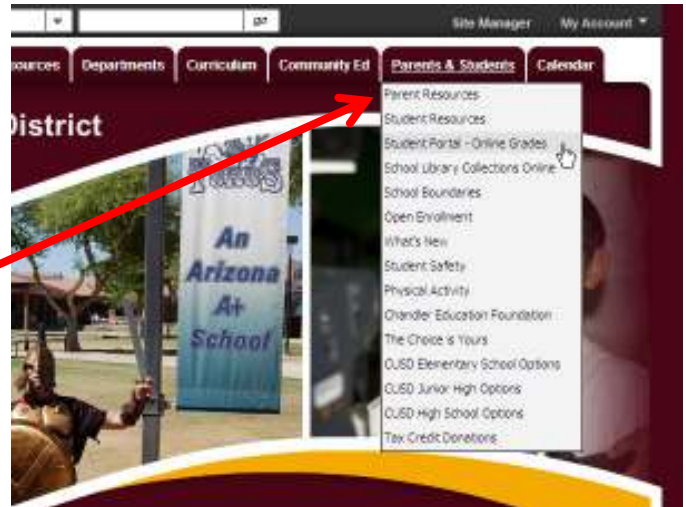 go
Site Manager My Account
Departments Curriculum Community Ed Parents & Students Calendar
District
Parent Resources
Student Resources
Student Portal - Online Grades
School Library Collections Online
School Boundaries
Open Enrollment
What's New
Student Safety
Physical Activity
Chandler Education Foundation
The Choice is Yours
CUSD Elementary School Options
CUSD Junior High Options
CUSD High School Options
Tax Credit Donations
An
Arizona
A+
School